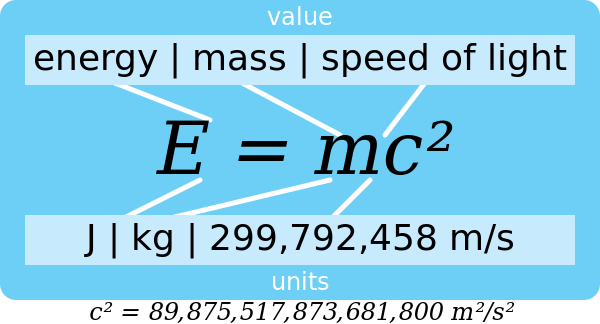 value
energy | mass | speed of light
E = mc²
J | kg | 299,792,458 m/s
units
c² = 89,875,517,873,681,800 m²/s²